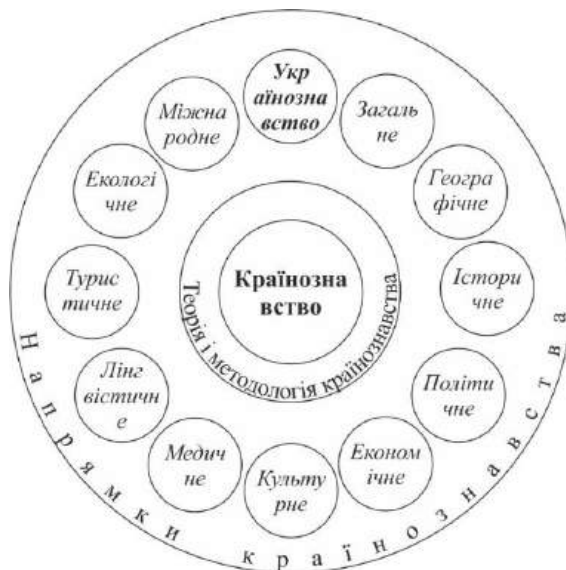 Укр
аїнозна
вство
Загаль
не
Геогра
фічне
Істори
чне
Політи
чне
Економ
ічне
Культу
рне
Медич
не
Лінг
вістичн
е
Турис
тичне
Екологі
чне
Міжна
родне
Країнозна
вство
Теорія і методологія країнознавства
Напрямки країнознавства